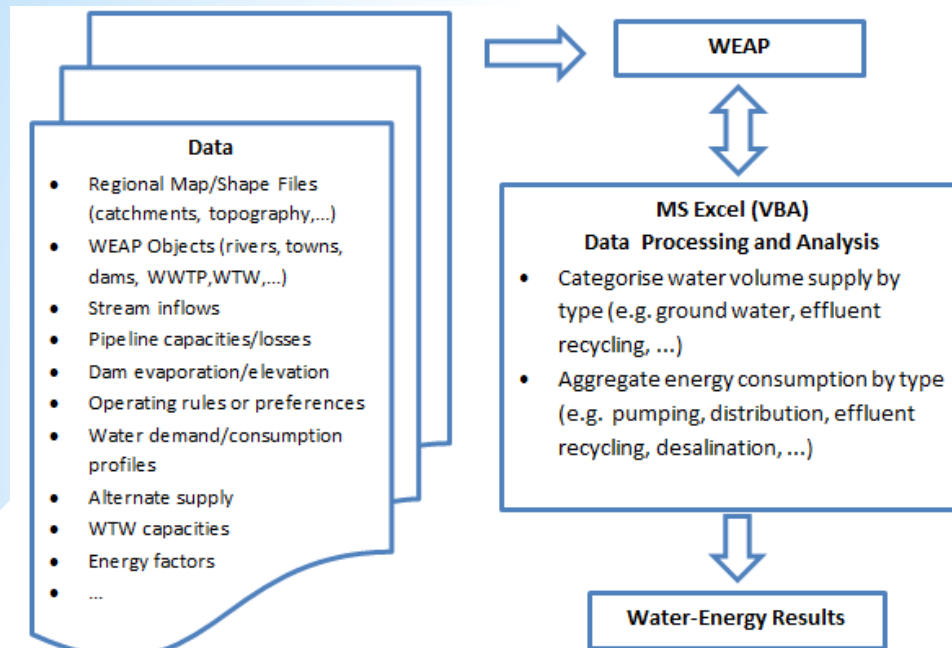 Data
• Regional Map/Shape Files
(catchments, topography,...)
• WEAP Objects (rivers, towns,
dams, WWTP,WTW,...)
• Stream inflows
• Pipeline capacities/losses
• Dam evaporation/elevation
• Operating rules or preferences
• Water demand/consumption
profiles
• Alternate supply
• WTW capacities
• Energy factors
• ...
WEAP
MS Excel (VBA)
Data Processing and Analysis
• Categorise water volume supply by
type (e.g. ground water, effluent
recycling, ...)
• Aggregate energy consumption by type
(e.g. pumping, distribution, effluent
recycling, desalination, ...)
Water-Energy Results